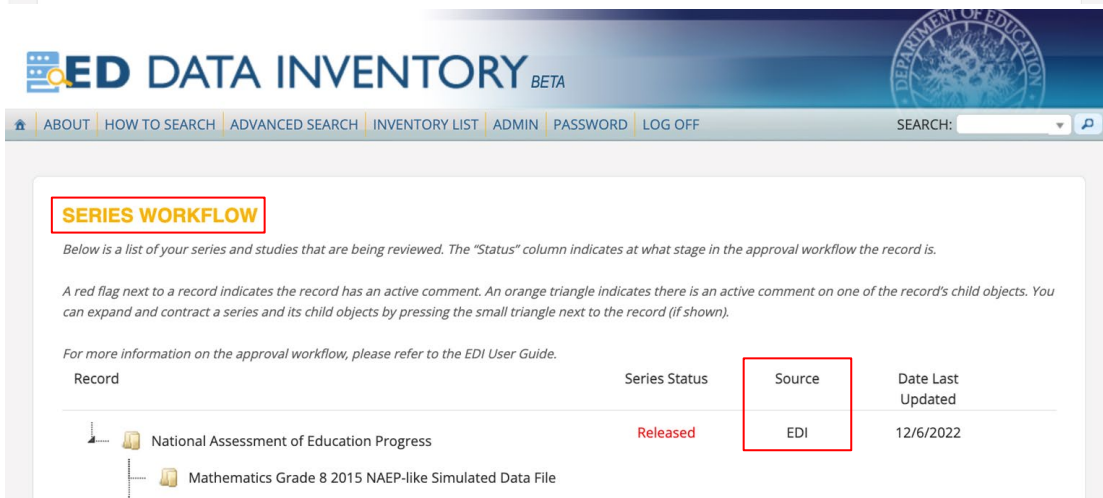 DEPARTMENT OF EDUCATION
ED DATA INVENTORY BETA
ABOUT HOW TO SEARCH ADVANCED SEARCH INVENTORY LIST ADMIN PASSWORD LOG OFF SEARCH:
SERIES WORKFLOW
Below is a list of your series and studies that are being reviewed. The “Status” column indicates at what stage in the approval workflow the record is.
A red flag next to a record indicates the record has an active comment. An orange triangle indicates there is an active comment on one of the record’s child objects. You
can expand and contract a series and its child objects by pressing the small triangle next to the record (if shown).
For more information on the approval workflow, please refer to the EDI User Guide.
Record Series Status Source Date Last
Updated
National Assessment of Education Progress Released EDI 12/6/2022
Mathematics Grade 8 2015 NAEP-like Simulated Data File